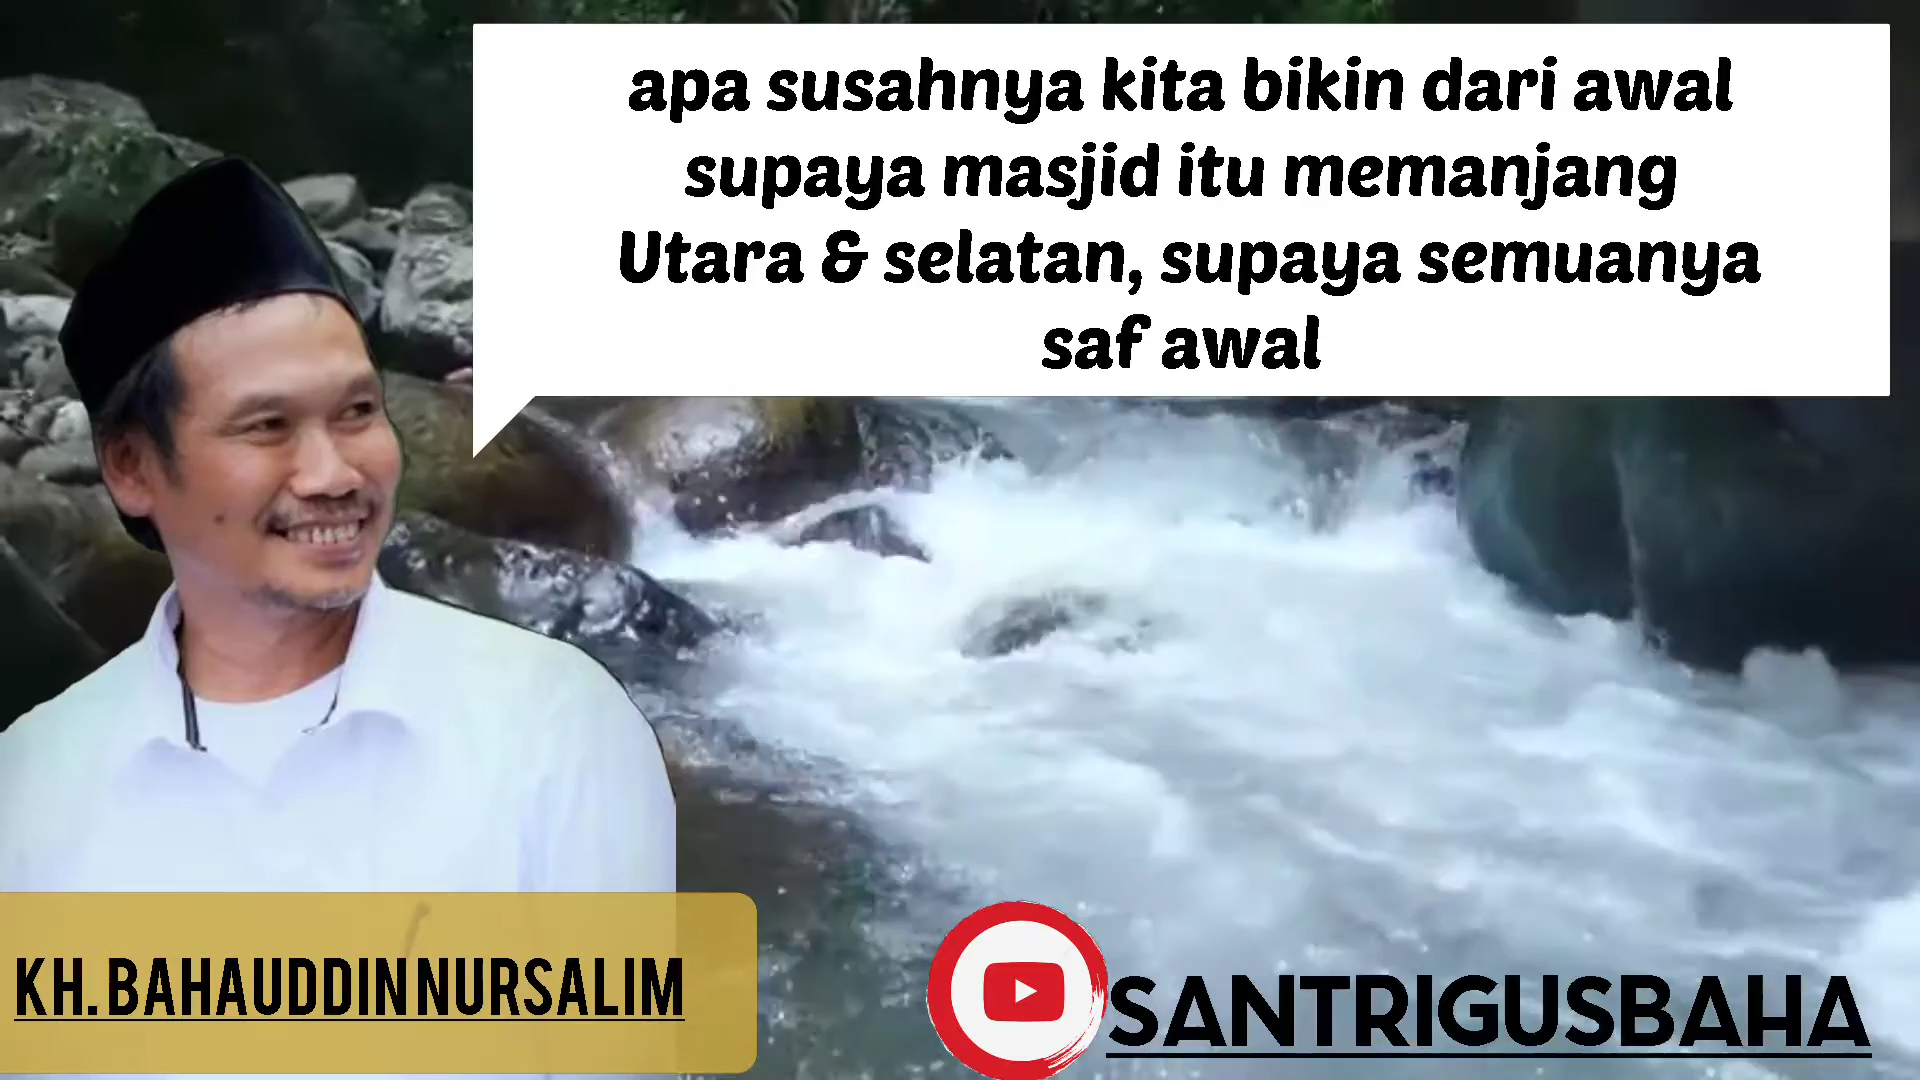 apa susahnya kita bikin dari awal
supaya masjid itu memanjang
Utara & selatan, supaya semuanya
saf awal
KH. BAHAUDDIN NURSALIM
SANTRIGUSBAHA